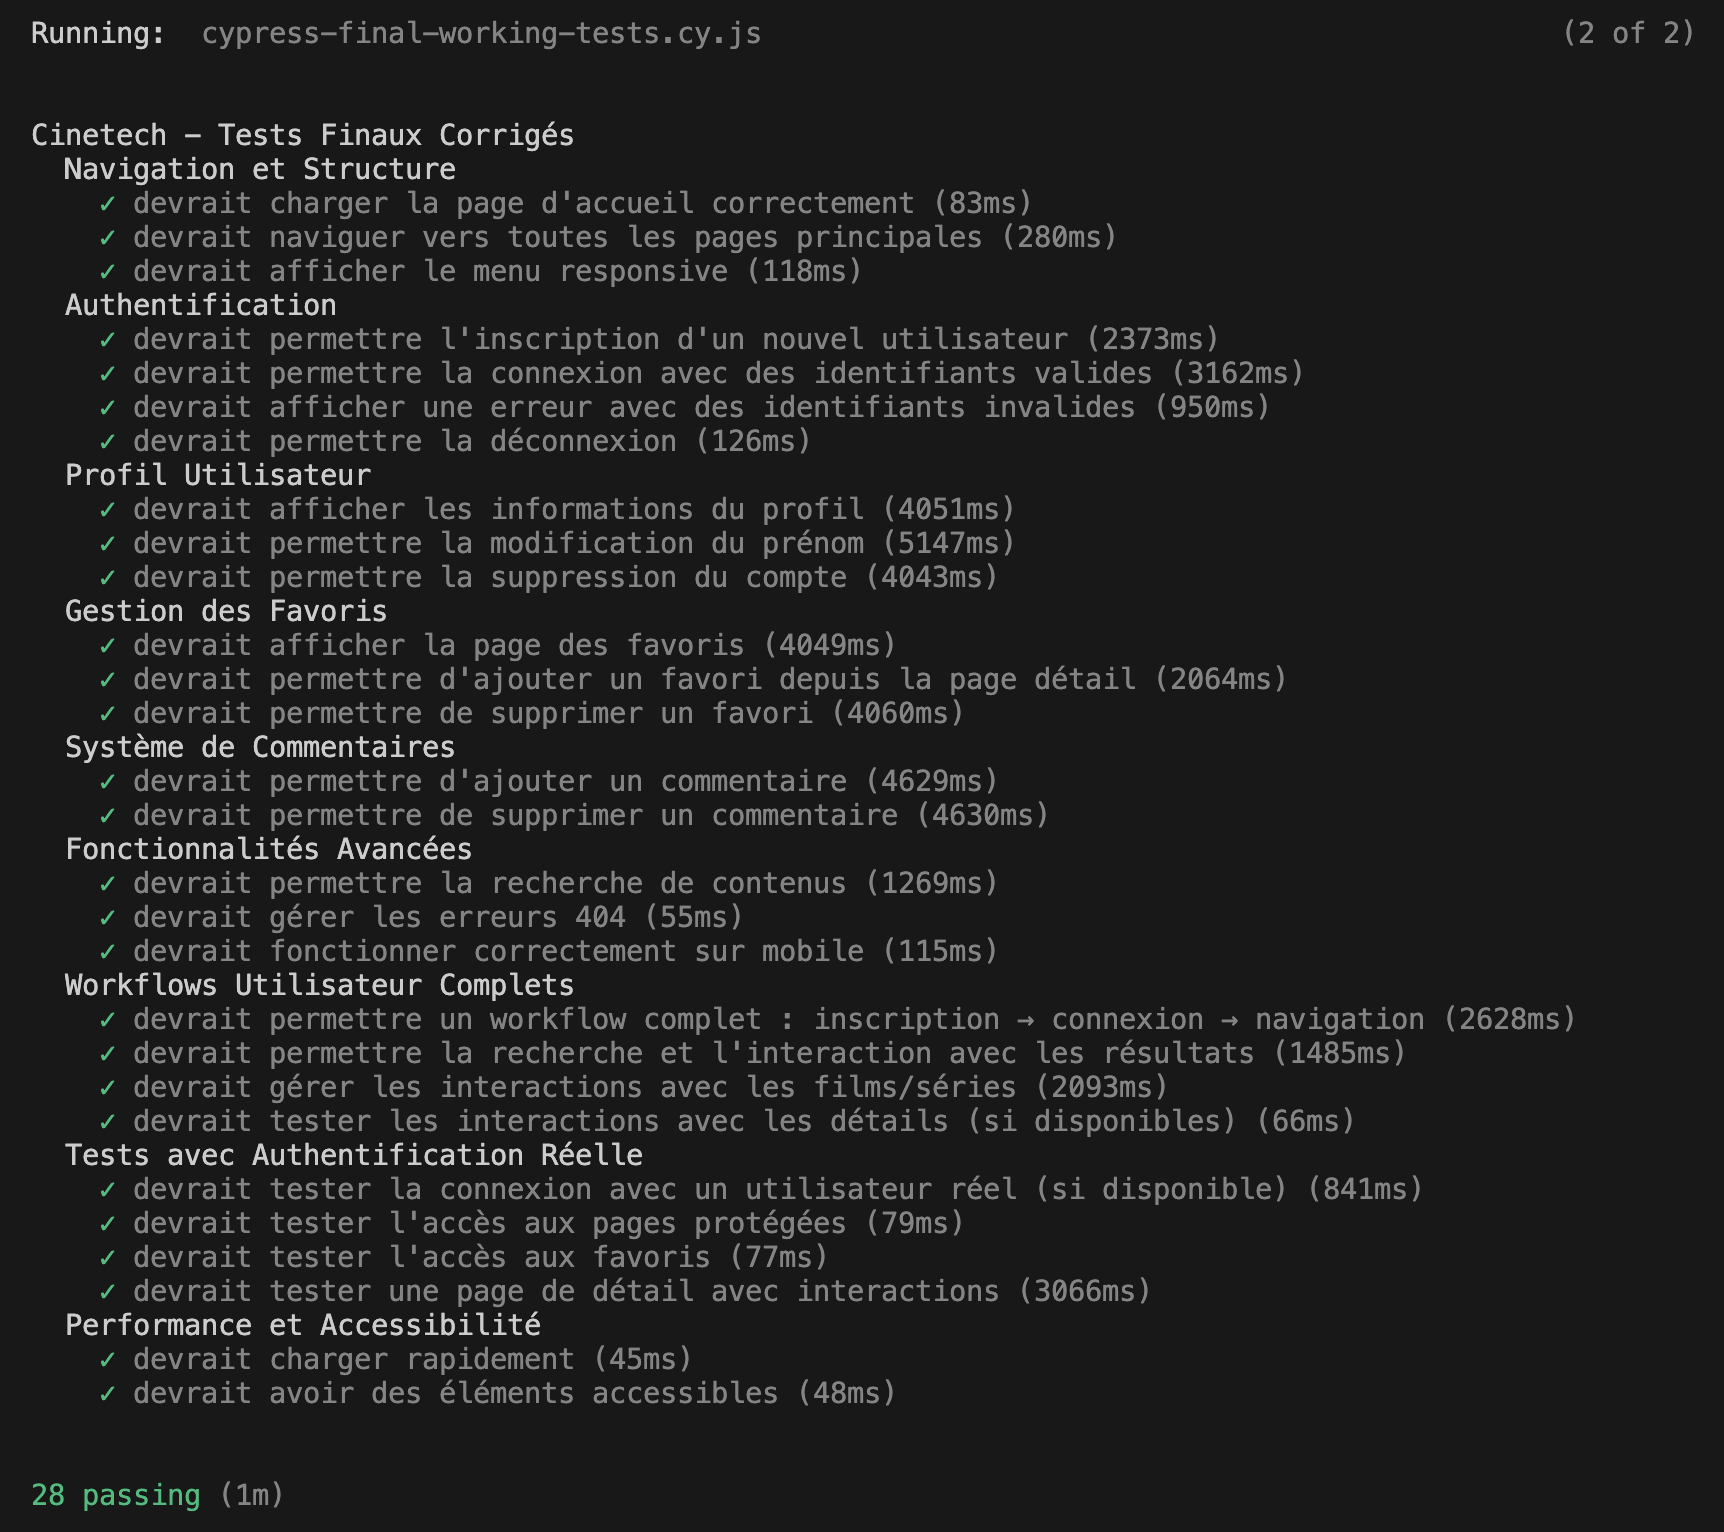 Running:  cypress-final-working-tests.cy.js (2 of 2)
Cinetech – Tests Finaux Corrigés
Navigation et Structure
✓ devrait charger la page d'accueil correctement (83ms)
✓ devrait naviguer vers toutes les pages principales (280ms)
✓ devrait afficher le menu responsive (118ms)
Authentification
✓ devrait permettre l'inscription d'un nouvel utilisateur (2373ms)
✓ devrait permettre la connexion avec des identifiants valides (3162ms)
✓ devrait afficher une erreur avec des identifiants invalides (950ms)
✓ devrait permettre la déconnexion (126ms)
Profil Utilisateur
✓ devrait afficher les informations du profil (4051ms)
✓ devrait permettre la modification du prénom (5147ms)
✓ devrait permettre la suppression du compte (4043ms)
Gestion des Favoris
✓ devrait afficher la page des favoris (4049ms)
✓ devrait permettre d'ajouter un favori depuis la page détail (2064ms)
✓ devrait permettre de supprimer un favori (4060ms)
Système de Commentaires
✓ devrait permettre d'ajouter un commentaire (4629ms)
✓ devrait permettre de supprimer un commentaire (4630ms)
Fonctionnalités Avancées
✓ devrait permettre la recherche de contenus (1269ms)
✓ devrait gérer les erreurs 404 (55ms)
✓ devrait fonctionner correctement sur mobile (115ms)
Workflows Utilisateur Complets
✓ devrait permettre un workflow complet : inscription → connexion → navigation (2628ms)
✓ devrait permettre la recherche et l'interaction avec les résultats (1485ms)
✓ devrait gérer les interactions avec les films/séries (2093ms)
✓ devrait tester les interactions avec les détails (si disponibles) (66ms)
Tests avec Authentification Réelle
✓ devrait tester la connexion avec un utilisateur réel (si disponible) (841ms)
✓ devrait tester l'accès aux pages protégées (79ms)
✓ devrait tester l'accès aux favoris (77ms)
✓ devrait tester une page de détail avec interactions (3066ms)
Performance et Accessibilité
✓ devrait charger rapidement (45ms)
✓ devrait avoir des éléments accessibles (48ms)
28 passing (1m)